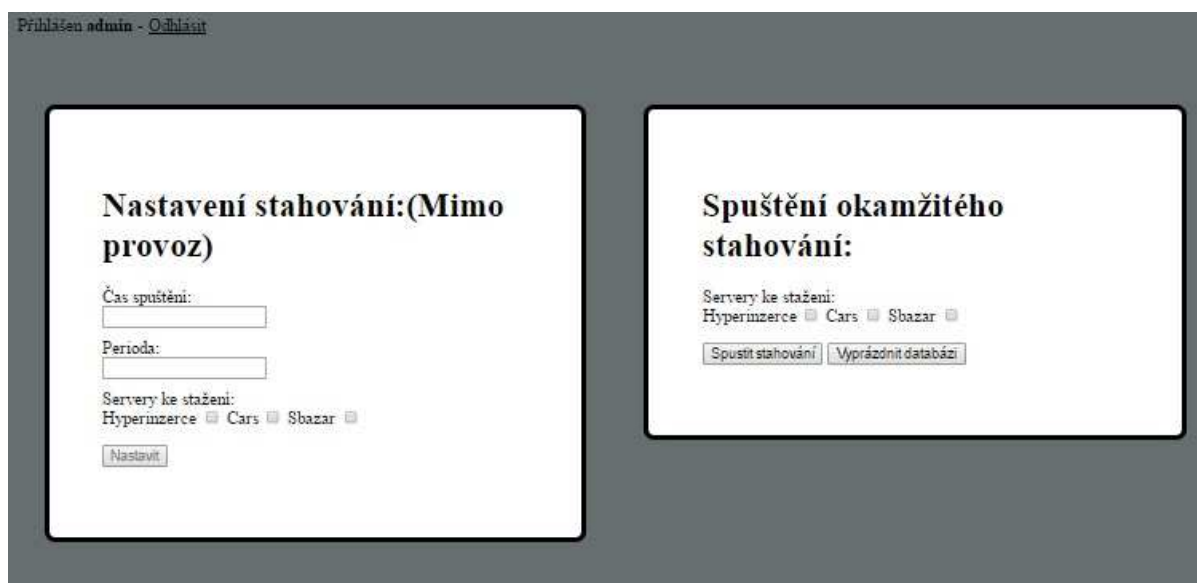 Přihlášen admin - Odhlásit
Nastavení stahování:(Mimo
provoz)
Čas spuštění:
Perioda:
Servery ke stažení:
Hyperinzerce Cars Sbazar
Nastavit
Spuštění okamžitého
stahování:
Servery ke stažení:
Hyperinzerce Cars Sbazar
Spustit stahování Vyprázdnit databázi